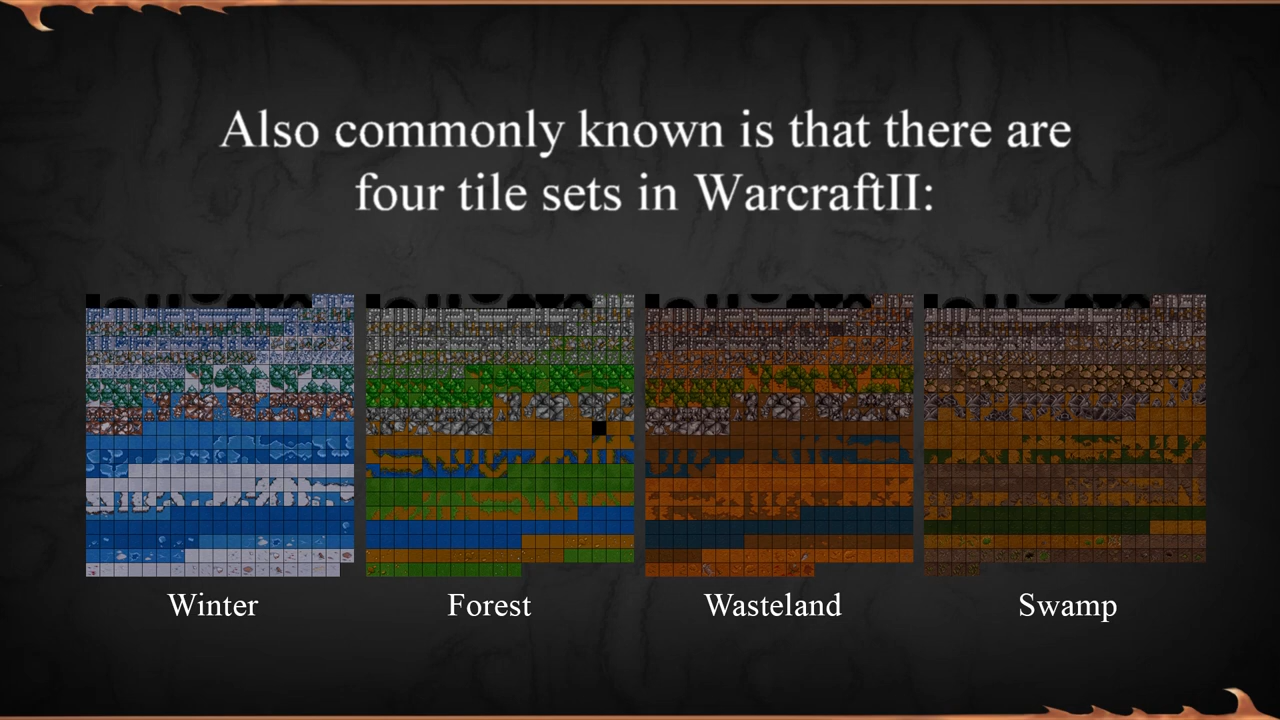 Also commonly known is that there are
four tile sets in WarcraftII:
Winter
Forest
Wasteland
Swamp